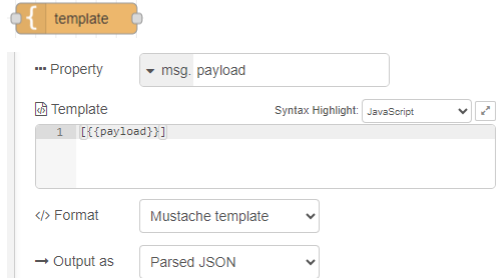 { template
··· Property
msg. payload
Template
Syntax Highlight: JavaScript
1 [{{payload}}]
</> Format
Mustache template
→ Output as
Parsed JSON